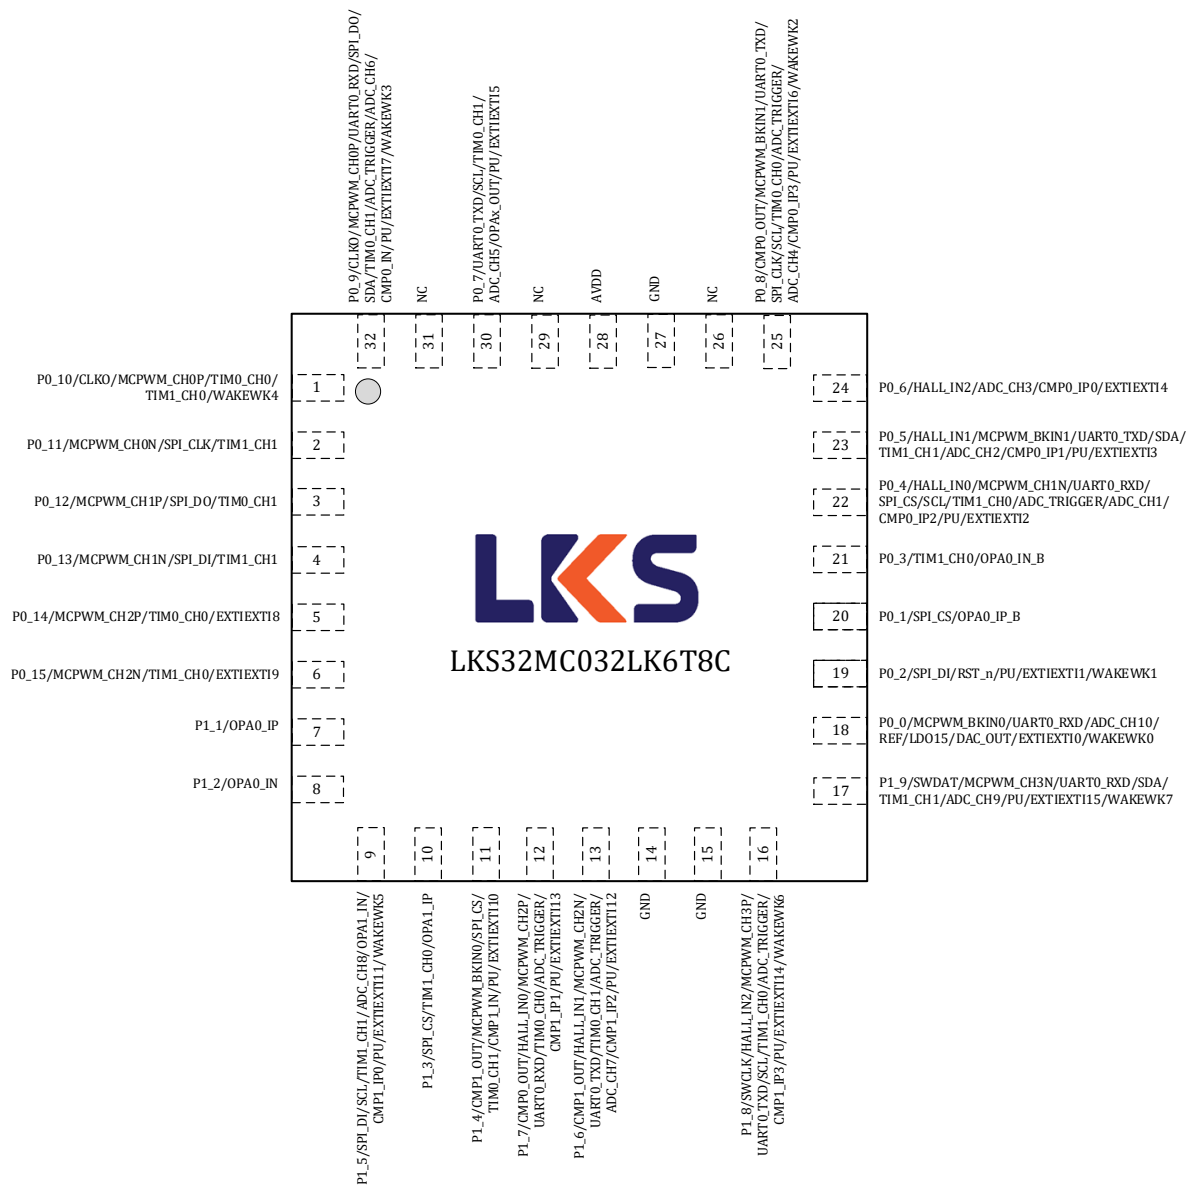 P0_9/CLKO/MCPWM_CH0P/UART0_RXD/SPI_DO/
SDA/TIM0_CH1/ADC_TRIGGER/ADC_CH6/
CMP0_IN/PU/EXTIEXTI7/WAKEWK3
NC
P0_7/UART0_TXD/SCL/TIM0_CH1/
ADC_CH5/OPAx_OUT/PU/EXTIEXTI5
NC
AVDD
GND
NC
P0_8/CMP0_OUT/MCPWM_BKIN1/UART0_TXD/
SPI_CLK/SCL/TIM0_CH0/ADC_TRIGGER/
ADC_CH4/CMP0_IP3/PU/EXTIEXTI6/WAKEWK2
32
31
30
29
28
27
26
25
P0_10/CLKO/MCPWM_CH0P/TIM0_CH0/
TIM1_CH0/WAKEWK4
1
P0_11/MCPWM_CH0N/SPI_CLK/TIM1_CH1
2
P0_12/MCPWM_CH1P/SPI_DO/TIM0_CH1
3
P0_13/MCPWM_CH1N/SPI_DI/TIM1_CH1
4
P0_14/MCPWM_CH2P/TIM0_CH0/EXTIEXTI8
5
P0_15/MCPWM_CH2N/TIM1_CH0/EXTIEXTI9
6
P1_1/OPA0_IP
7
P1_2/OPA0_IN
8
LKS
LKS32MC032LK6T8C
24
P0_6/HALL_IN2/ADC_CH3/CMP0_IP0/EXTIEXTI4
23
P0_5/HALL_IN1/MCPWM_BKIN1/UART0_TXD/SDA/
TIM1_CH1/ADC_CH2/CMP0_IP1/PU/EXTIEXTI3
22
P0_4/HALL_IN0/MCPWM_CH1N/UART0_RXD/
SPI_CS/SCL/TIM1_CH0/ADC_TRIGGER/ADC_CH1/
CMP0_IP2/PU/EXTIEXTI2
21
P0_3/TIM1_CH0/OPA0_IN_B
20
P0_1/SPI_CS/OPA0_IP_B
19
P0_2/SPI_DI/RST_n/PU/EXTIEXTI1/WAKEWK1
18
P0_0/MCPWM_BKIN0/UART0_RXD/ADC_CH10/
REF/LDO15/DAC_OUT/EXTIEXTI0/WAKEWK0
17
P1_9/SWDAT/MCPWM_CH3N/UART0_RXD/SDA/
TIM1_CH1/ADC_CH9/PU/EXTIEXTI15/WAKEWK7
9
10
11
12
13
14
15
16
P1_5/SPI_DI/SCL/TIM1_CH1/ADC_CH8/OPA1_IN/
CMP1_IP0/PU/EXTIEXTI11/WAKEWK5
P1_3/SPI_CS/TIM1_CH0/OPA1_IP
P1_4/CMP1_OUT/MCPWM_BKIN0/SPI_CS/
TIM0_CH1/CMP1_IN/PU/EXTIEXTI10
P1_7/CMP0_OUT/HALL_IN0/MCPWM_CH2P/
UART0_RXD/TIM0_CH0/ADC_TRIGGER/
CMP1_IP1/PU/EXTIEXTI13
P1_6/CMP1_OUT/HALL_IN1/MCPWM_CH2N/
UART0_TXD/TIM0_CH1/ADC_TRIGGER/
ADC_CH7/CMP1_IP2/PU/EXTIEXTI12
GND
GND
P1_8/SWCLK/HALL_IN2/MCPWM_CH3P/
UART0_TXD/SCL/TIM1_CH0/ADC_TRIGGER/
CMP1_IP3/PU/EXTIEXTI14/WAKEWK6